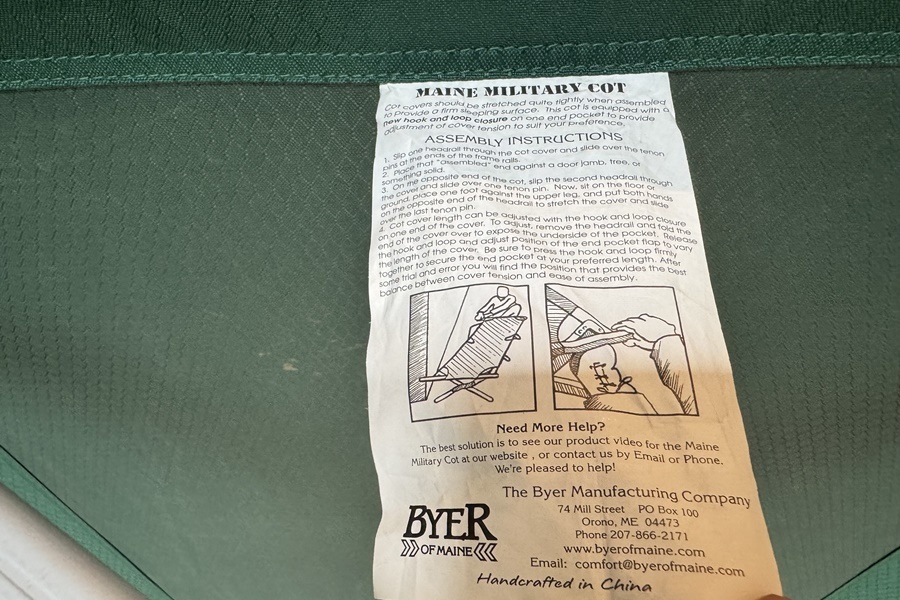 MAINE MILITARY COT
Cot covers should be stretched quite tightly when assembled
to provide a firm sleeping surface. This cot is equipped with a
new hook and loop closure on one end pocket to provide
adjustment of cover tension to suit your preference.
ASSEMBLY INSTRUCTIONS
1. Slip one headrail through the cot cover and slide over the tenon
pins at the ends of the frame rails.
2. Place that "assembled" end against a door jamb, tree, or
something solid.
3. On the opposite end of the cot, slip the second headrail through
the cover and slide over one tenon pin. Now, sit on the floor or
ground, place one foot against the upper leg, and put both hands
on the opposite end of the headrail to stretch the cover and slide
over the last tenon pin.
4. Cot cover length can be adjusted with the hook and loop closure
on one end of the cover. To adjust, remove the headrail and fold the
end of the cover over to expose the underside of the pocket. Release
the hook and loop and adjust position of the end pocket flap to vary
the length of the cover. Be sure to press the hook and loop firmly
together to secure the end pocket at your preferred length. After
some trial and error you will find the position that provides the best
balance between cover tension and ease of assembly.
Need More Help?
The best solution is to see our product video for the Maine
Military Cot at our website , or contact us by Email or Phone.
We're pleased to help!
The Byer Manufacturing Company
74 Mill Street PO Box 100
Orono, ME 04473
Phone 207-866-2171
www.byerofmaine.com
Email: comfort@byerofmaine.com
BYER
OF MAINE
Handcrafted in China